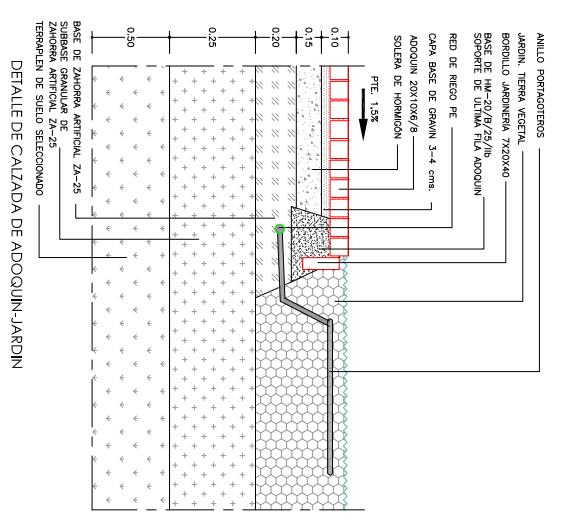 ANILLO PORTAGOTEROS
JARDIN. TIERRA VEGETAL
BORDILLO JARDINERÍA 7X20X40
BASE DE HM-20/B/25/IIb
SOPORTE DE ULTIMA FILA ADOQUIN
RED DE RIEGO PE
CAPA BASE DE GRAVIN 3-4 cms.
ADOQUIN 20X10X6/8
SOLERA DE HORMIGÓN
PTE. 1,5%
0.10
0.15
0.20
0.25
0.50
BASE DE ZAHORRA ARTIFICIAL ZA-25
SUBBASE GRANULAR DE
ZAHORRA ARTIFICIAL ZA-25
TERRAPLEN DE SUELO SELECCIONADO
DETALLE DE CALZADA DE ADOQUIN-JARDIN